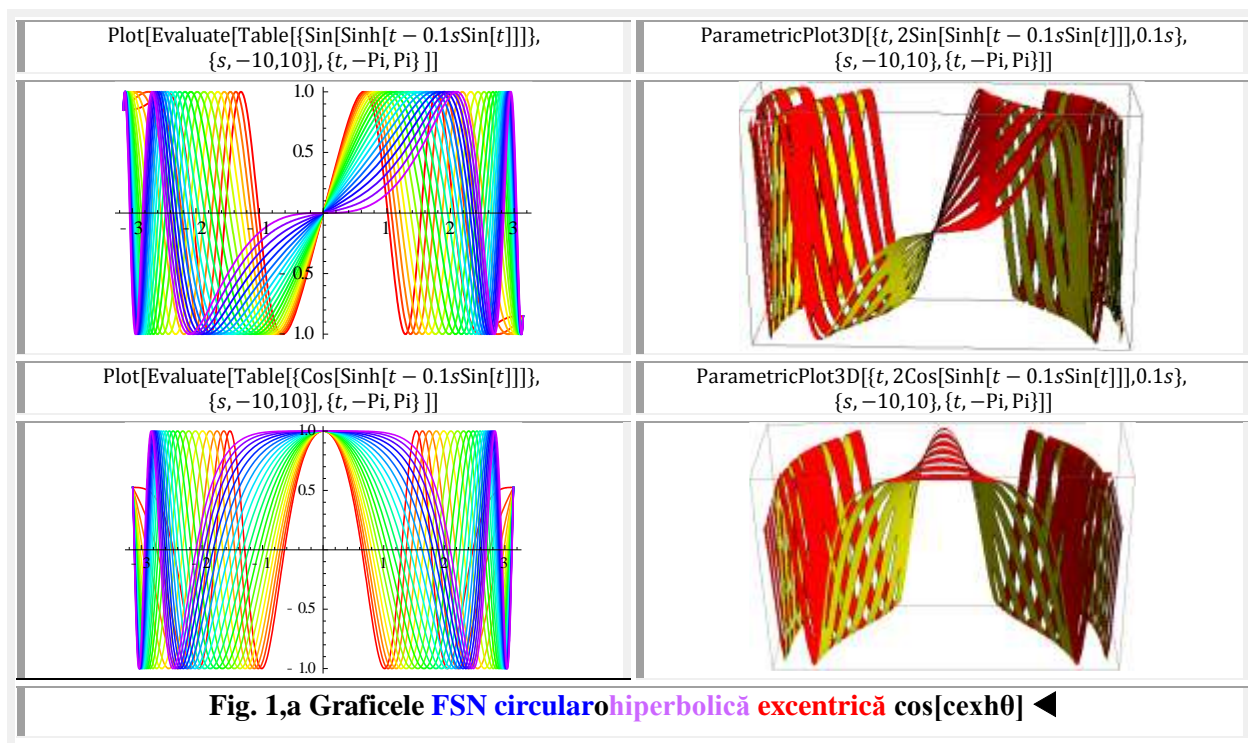 Plot[Evaluate[Table[{Sin[Sinh[t − 0.1sSin[t]]]},
{s, −10,10}], {t, −Pi, Pi} ]]
ParametricPlot3D[{t, 2Sin[Sinh[t − 0.1sSin[t]]],0.1s},
{s, −10,10}, {t, −Pi, Pi}]]
1.0
0.5
- 3
- 2
- 1
1
2
3
- 0.5
- 1.0
Plot[Evaluate[Table[{Cos[Sinh[t − 0.1sSin[t]]]},
{s, −10,10}], {t, −Pi, Pi} ]]
ParametricPlot3D[{t, 2Cos[Sinh[t − 0.1sSin[t]]],0.1s},
{s, −10,10}, {t, −Pi, Pi}]]
1.0
0.5
- 3
- 2
- 1
1
2
3
- 0.5
- 1.0
Fig. 1,a Graficele FSN circularohiperbolică excentrică cos[cexhθ] ◄